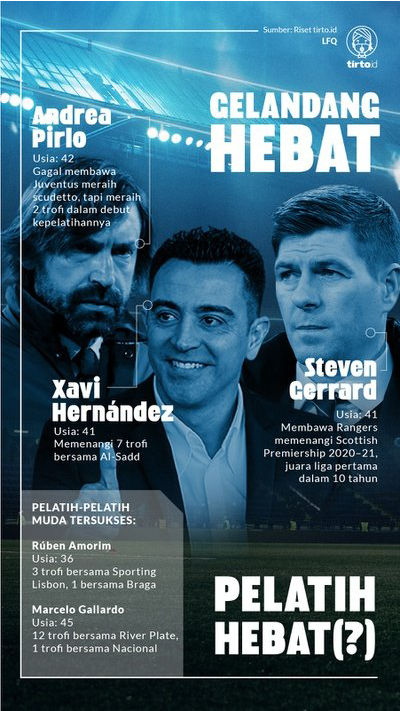 Sumber: Riset tirto.id
LFQ
tirto.id
GELANDANG
HEBAT
Andrea
Pirlo
Usia: 42
Gagal membawa
Juventus meraih
scudetto, tapi meraih
2 trofi dalam debut
kepelatihannya
Xavi
Hernández
Usia: 41
Memenangi 7 trofi
bersama Al-Sadd
Steven
Gerrard
Usia: 41
Membawa Rangers
memenangi Scottish
Premiership 2020–21,
juara liga pertama
dalam 10 tahun
PELATIH-PELATIH
MUDA TERSUKSES:
Rúben Amorim
Usia: 36
3 trofi bersama Sporting
Lisbon, 1 bersama Braga
Marcelo Gallardo
Usia: 45
12 trofi bersama River Plate,
1 trofi bersama Nacional
PELATIH
HEBAT(?)